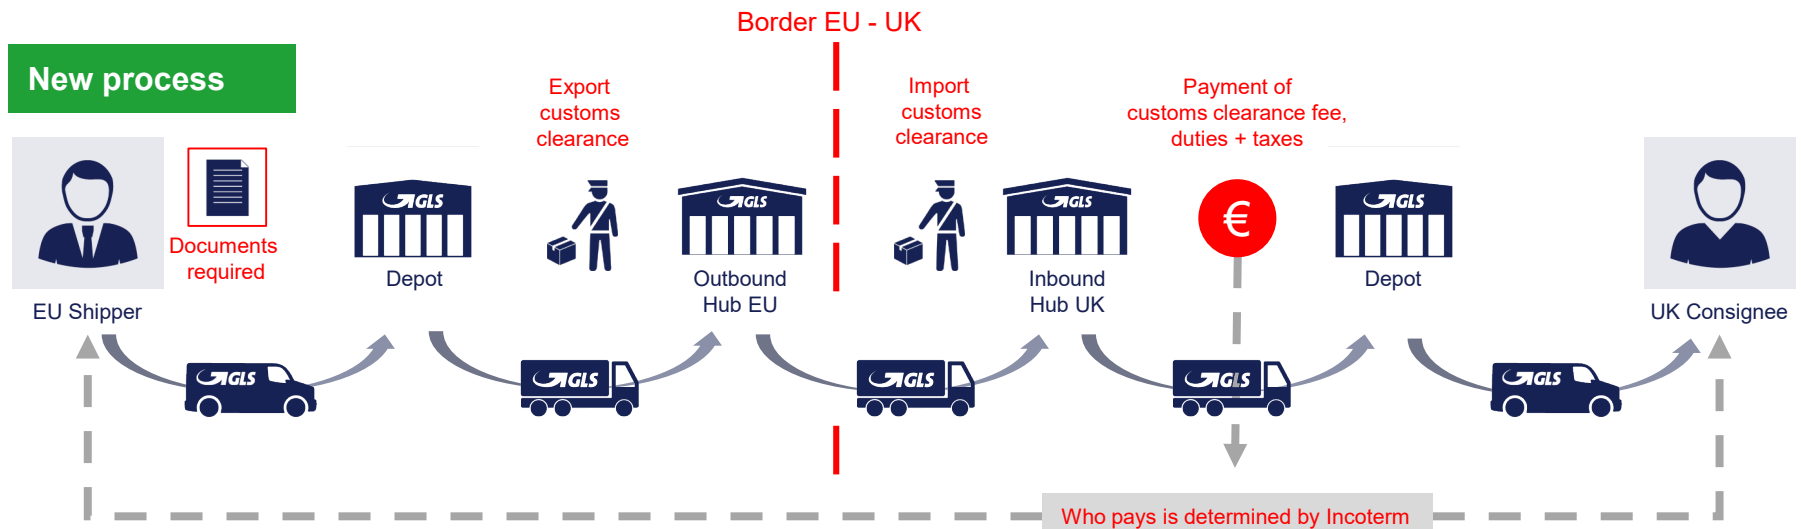 Border EU - UK
New process
Export
customs
clearance
Import
customs
clearance
Payment of
customs clearance fee,
duties + taxes
GLS
GLS
GLS
GLS
€
Documents
required
Depot
Outbound
Hub EU
Inbound
Hub UK
Depot
EU Shipper
UK Consignee
GLS
GLS
GLS
GLS
GLS
Who pays is determined by Incoterm